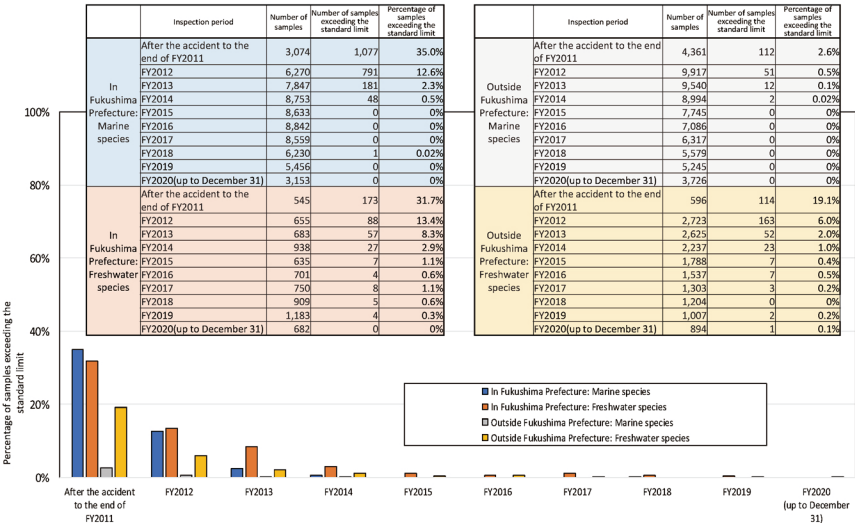 Inspection period Number of samples Number of samples exceeding the standard limit Percentage of samples exceeding the standard limit
In Fukushima Prefecture: Marine species
After the accident to the end of FY2011 3,074 1,077 35.0%
FY2012 6,270 791 12.6%
FY2013 7,847 181 2.3%
FY2014 8,753 48 0.5%
FY2015 8,633 0 0%
FY2016 8,842 0 0%
FY2017 8,559 0 0%
FY2018 6,230 1 0.02%
FY2019 5,456 0 0%
FY2020(up to December 31) 3,153 0 0%
In Fukushima Prefecture: Freshwater species
After the accident to the end of FY2011 545 173 31.7%
FY2012 655 88 13.4%
FY2013 683 57 8.3%
FY2014 938 27 2.9%
FY2015 635 7 1.1%
FY2016 701 4 0.6%
FY2017 750 8 1.1%
FY2018 909 5 0.6%
FY2019 1,183 4 0.3%
FY2020(up to December 31) 682 0 0%
Inspection period Number of samples Number of samples exceeding the standard limit Percentage of samples exceeding the standard limit
Outside Fukushima Prefecture: Marine species
After the accident to the end of FY2011 4,361 112 2.6%
FY2012 9,917 51 0.5%
FY2013 9,540 12 0.1%
FY2014 8,994 2 0.02%
FY2015 7,745 0 0%
FY2016 7,086 0 0%
FY2017 6,317 0 0%
FY2018 5,579 0 0%
FY2019 5,245 0 0%
FY2020(up to December 31) 3,726 0 0%
Outside Fukushima Prefecture: Freshwater species
After the accident to the end of FY2011 596 114 19.1%
FY2012 2,723 163 6.0%
FY2013 2,625 52 2.0%
FY2014 2,237 23 1.0%
FY2015 1,788 7 0.4%
FY2016 1,537 7 0.5%
FY2017 1,303 3 0.2%
FY2018 1,204 0 0%
FY2019 1,007 2 0.2%
FY2020(up to December 31) 894 1 0.1%
Percentage of samples exceeding the standard limit
100%
80%
60%
40%
20%
0%
In Fukushima Prefecture: Marine species
In Fukushima Prefecture: Freshwater species
Outside Fukushima Prefecture: Marine species
Outside Fukushima Prefecture: Freshwater species
After the accident to the end of FY2011
FY2012
FY2013
FY2014
FY2015
FY2016
FY2017
FY2018
FY2019
FY2020 (up to December 31)